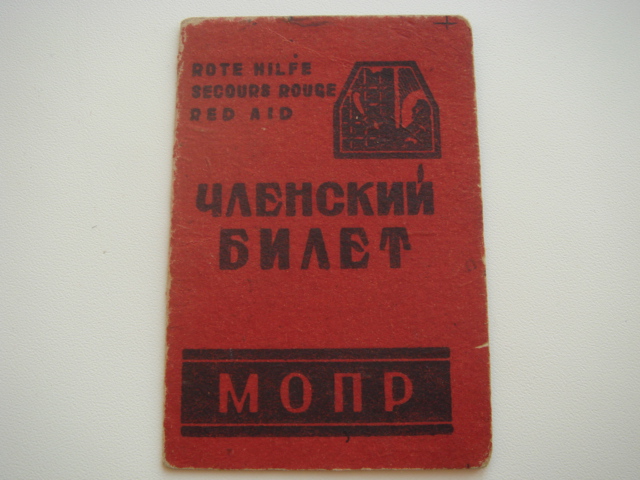 ROTE HILFE
SECOURS ROUGE
RED AID
ЧЛЕНСКИЙ
БИЛЕТ
МОПР